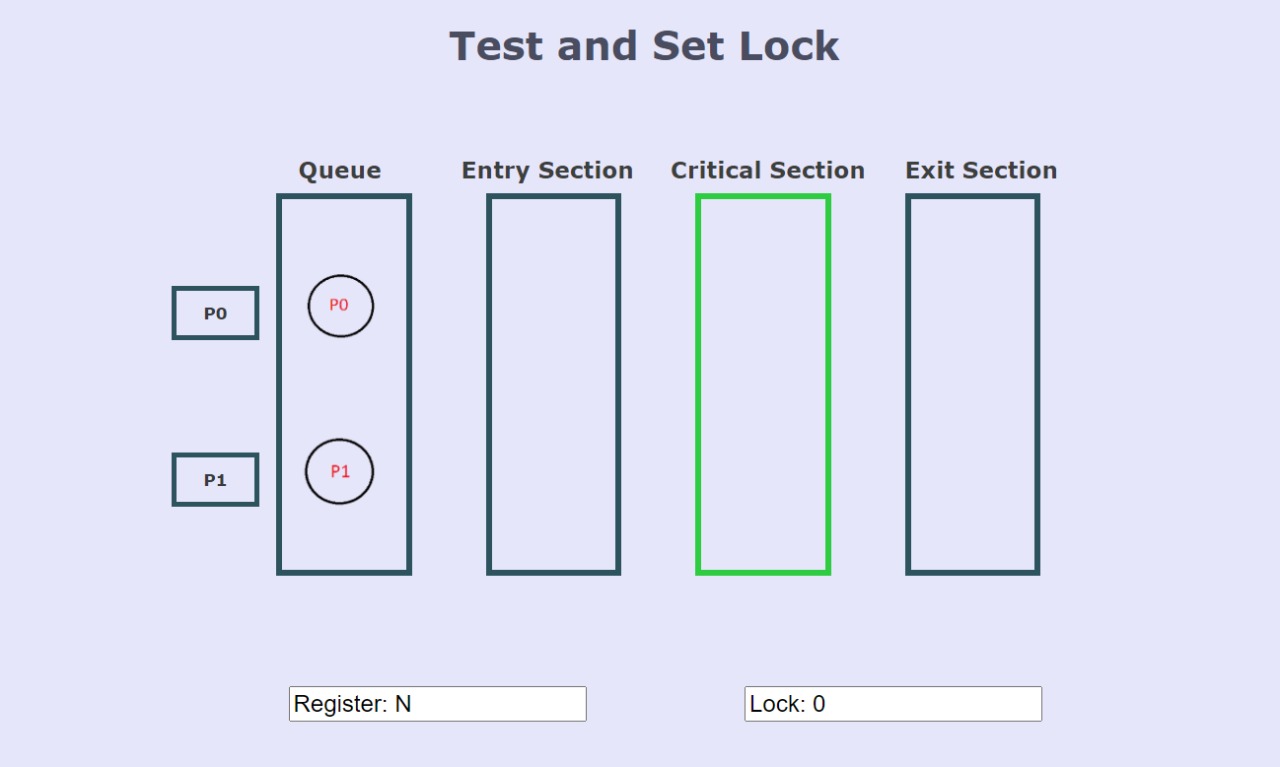 Test and Set Lock
Queue Entry Section Critical Section Exit Section
P0 P0
P1 P1
Register: N Lock: 0